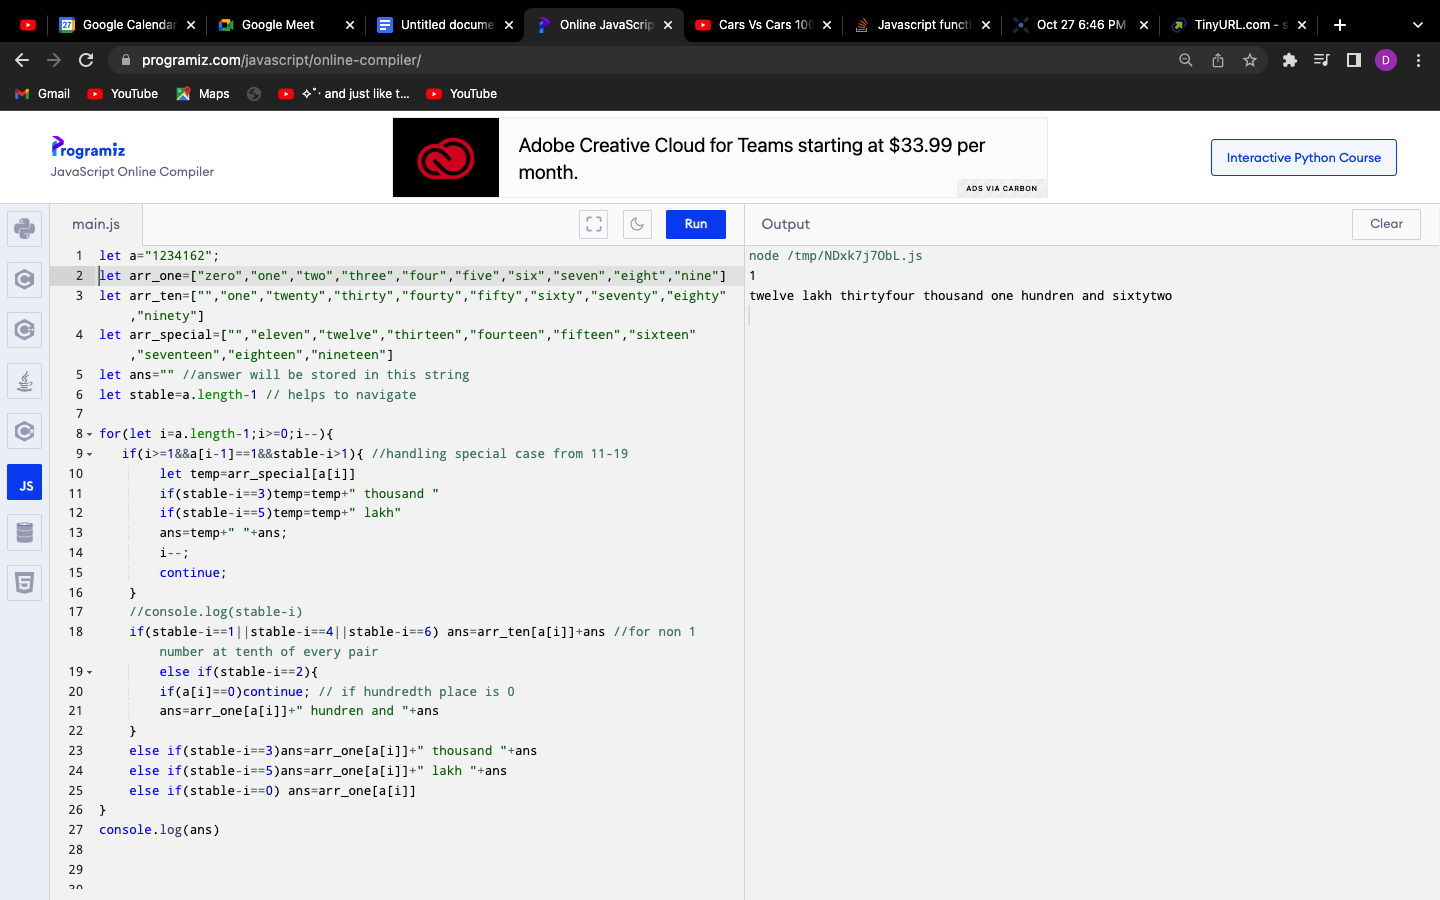 Google Calendar
Google Meet
Untitled docume
Online JavaScrip
Cars Vs Cars 100
Javascript functi
Oct 27 6:46 PM
TinyURL.com - s
programiz.com/javascript/online-compiler/
D
Gmail
YouTube
Maps
✧˚· and just like t...
YouTube
Programiz
JavaScript Online Compiler
Adobe Creative Cloud for Teams starting at $33.99 per
month.
ADS VIA CARBON
Interactive Python Course
main.js
Run
Output
Clear
JS
1 let a="1234162";
2 let arr_one=["zero","one","two","three","four","five","six","seven","eight","nine"]
3 let arr_ten=["","one","twenty","thirty","fourty","fifty","sixty","seventy","eighty"
,"ninety"]
4 let arr_special=["","eleven","twelve","thirteen","fourteen","fifteen","sixteen"
,"seventeen","eighteen","nineteen"]
5 let ans="" //answer will be stored in this string
6 let stable=a.length-1 // helps to navigate
7
8 for(let i=a.length-1;i>=0;i--){
9 if(i>=1&&a[i-1]==1&&stable-i>1){ //handling special case from 11-19
10 let temp=arr_special[a[i]]
11 if(stable-i==3)temp=temp+" thousand "
12 if(stable-i==5)temp=temp+" lakh"
13 ans=temp+" "+ans;
14 i--;
15 continue;
16 }
17 //console.log(stable-i)
18 if(stable-i==1||stable-i==4||stable-i==6) ans=arr_ten[a[i]]+ans //for non 1
number at tenth of every pair
19 else if(stable-i==2){
20 if(a[i]==0)continue; // if hundredth place is 0
21 ans=arr_one[a[i]]+" hundren and "+ans
22 }
23 else if(stable-i==3)ans=arr_one[a[i]]+" thousand "+ans
24 else if(stable-i==5)ans=arr_one[a[i]]+" lakh "+ans
25 else if(stable-i==0) ans=arr_one[a[i]]
26 }
27 console.log(ans)
28
29
30
node /tmp/NDxk7j7ObL.js
1
twelve lakh thirtyfour thousand one hundren and sixtytwo